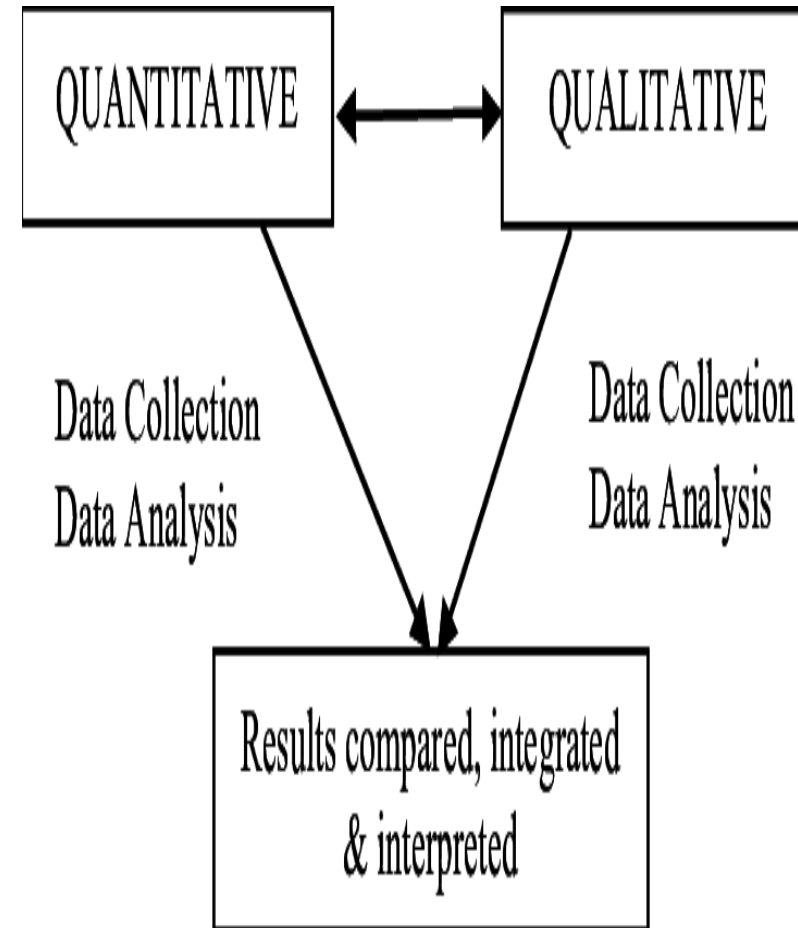 QUANTITATIVE
QUALITATIVE
Data Collection
Data Analysis
Data Collection
Data Analysis
Results compared, integrated
& interpreted